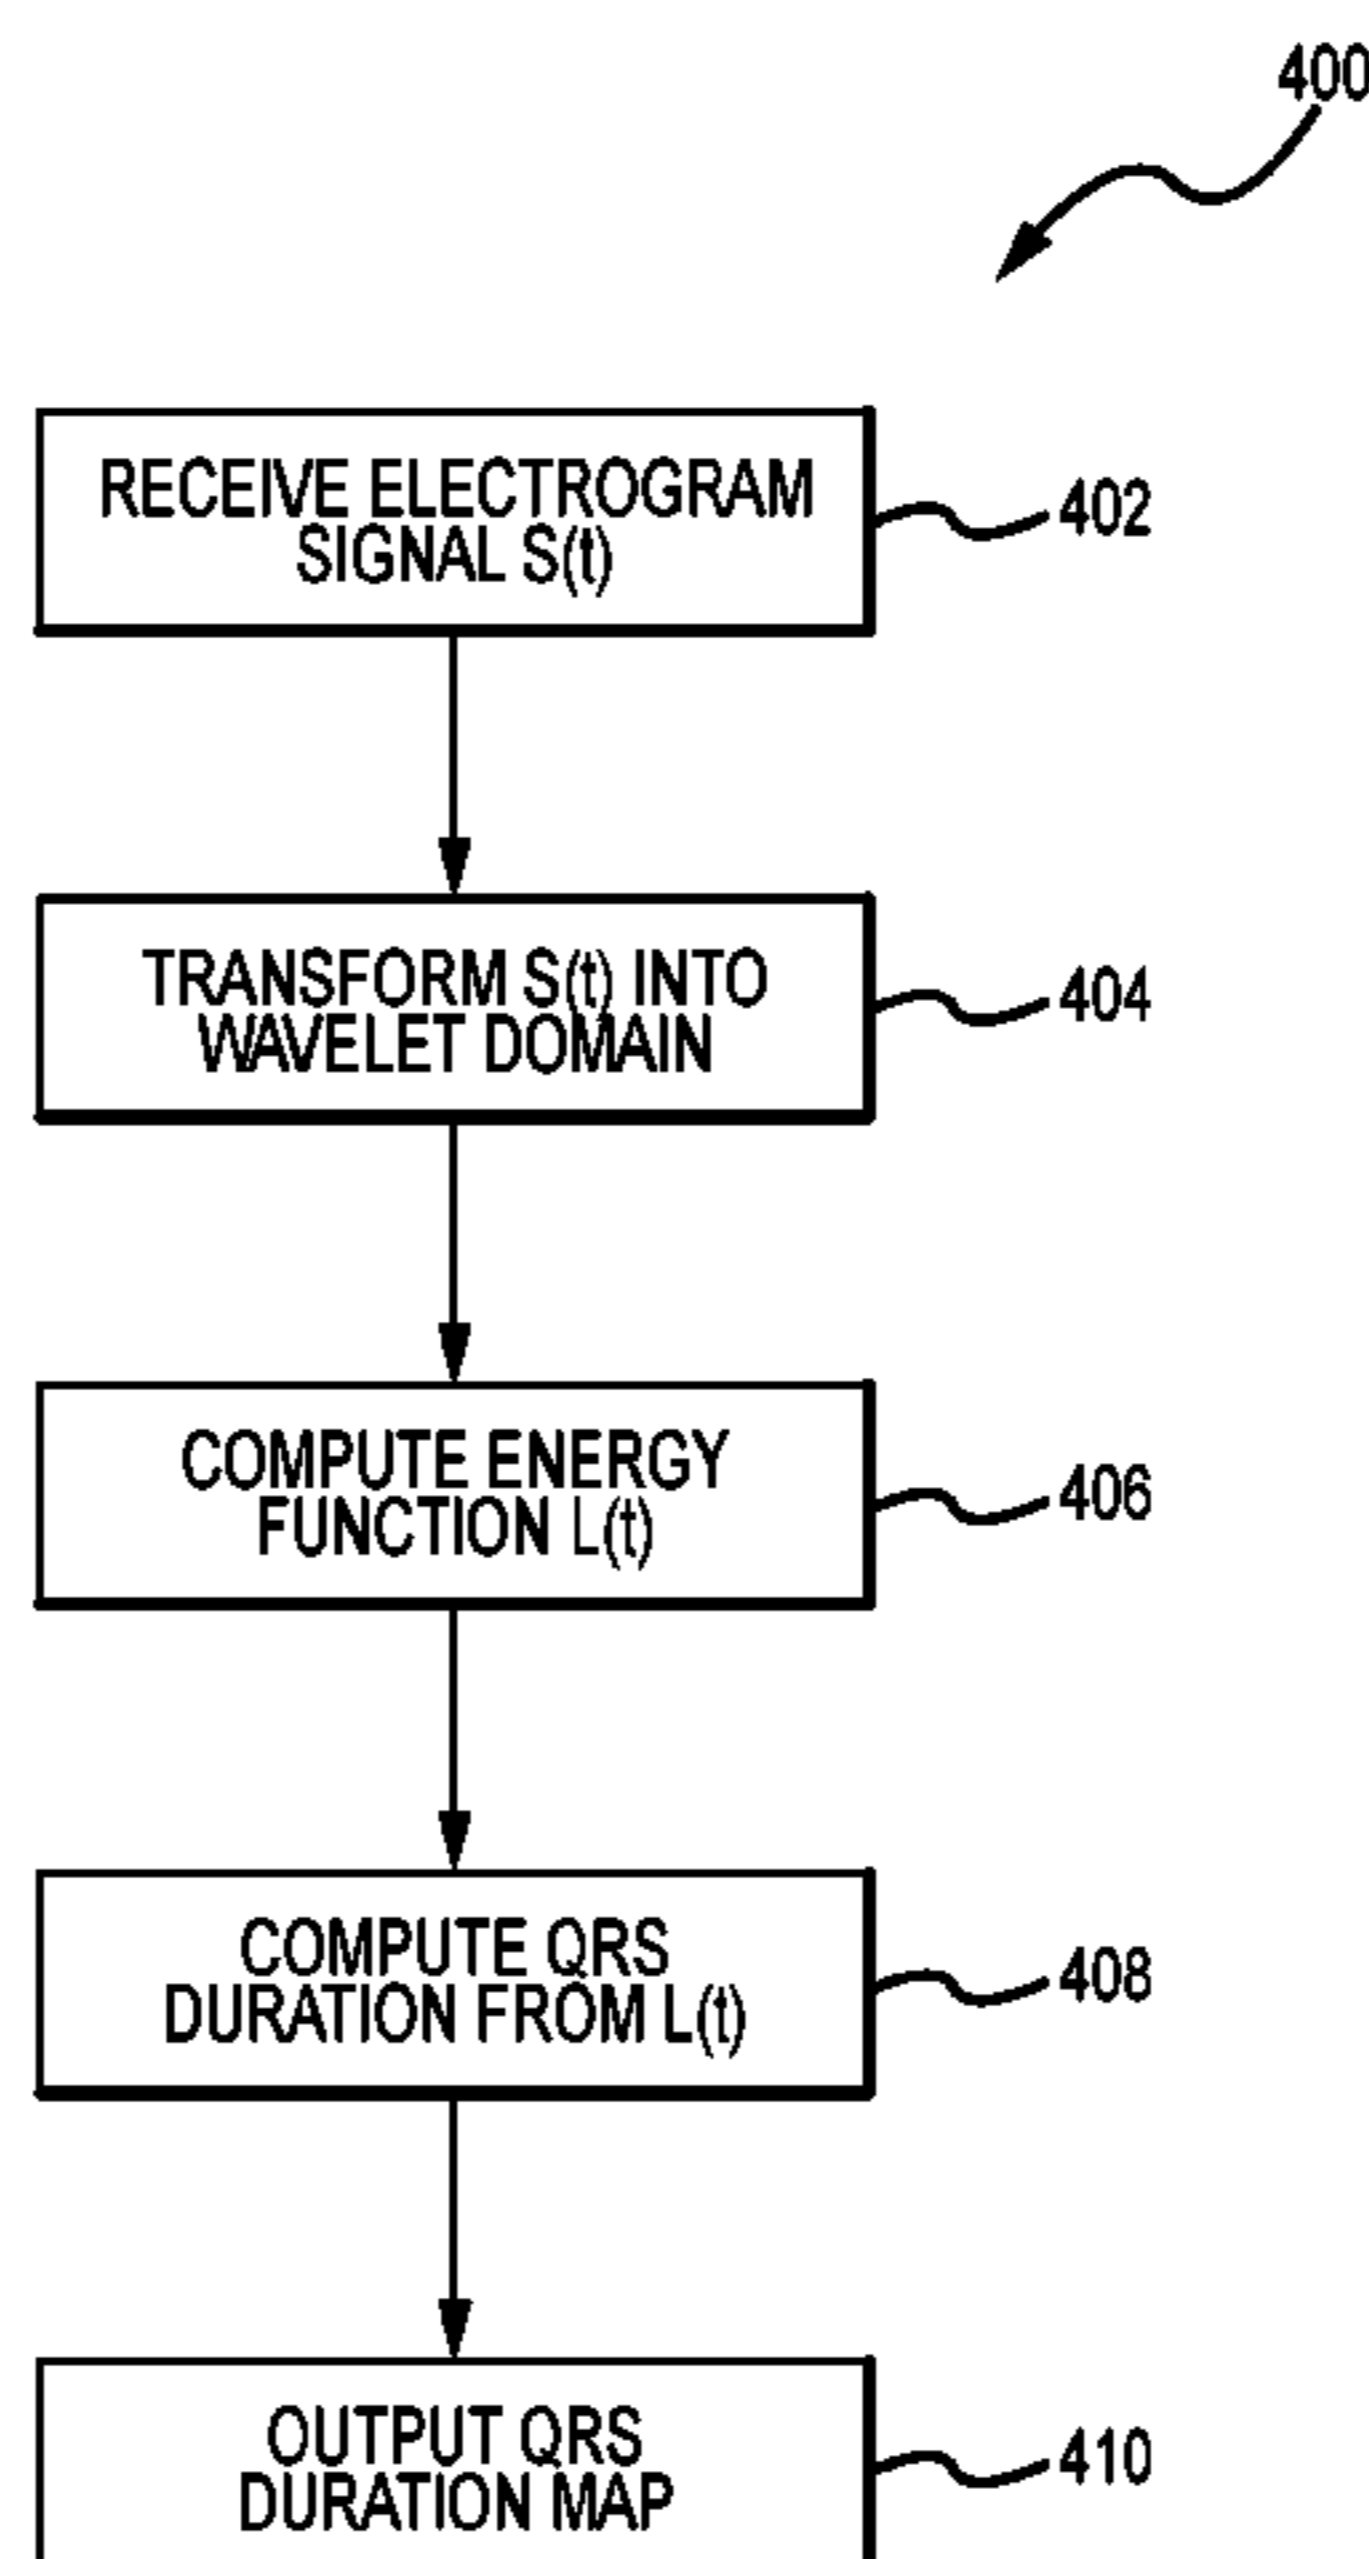 400
RECEIVE ELECTROGRAM
SIGNAL S(t)
402
TRANSFORM S(t) INTO
WAVELET DOMAIN
404
COMPUTE ENERGY
FUNCTION L(t)
406
COMPUTE QRS
DURATION FROM L(t)
408
OUTPUT QRS
DURATION MAP
410